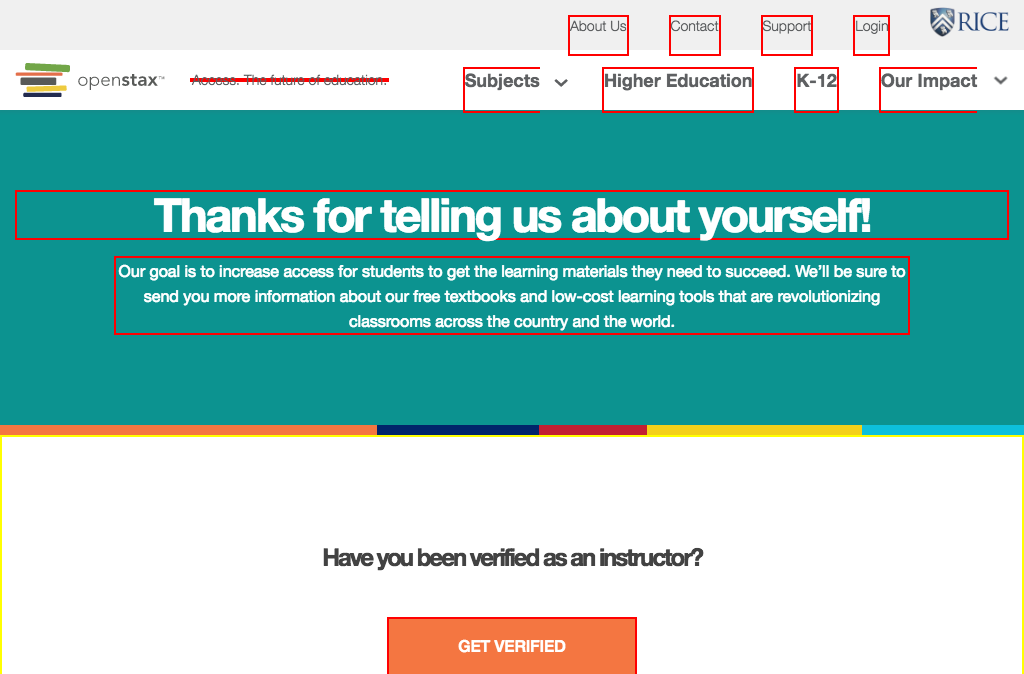 About Us Contact Support Login RICE
openstax™ Access. The future of education. Subjects Higher Education K-12 Our Impact
Thanks for telling us about yourself!
Our goal is to increase access for students to get the learning materials they need to succeed. We’ll be sure to
send you more information about our free textbooks and low-cost learning tools that are revolutionizing
classrooms across the country and the world.
Have you been verified as an instructor?
GET VERIFIED